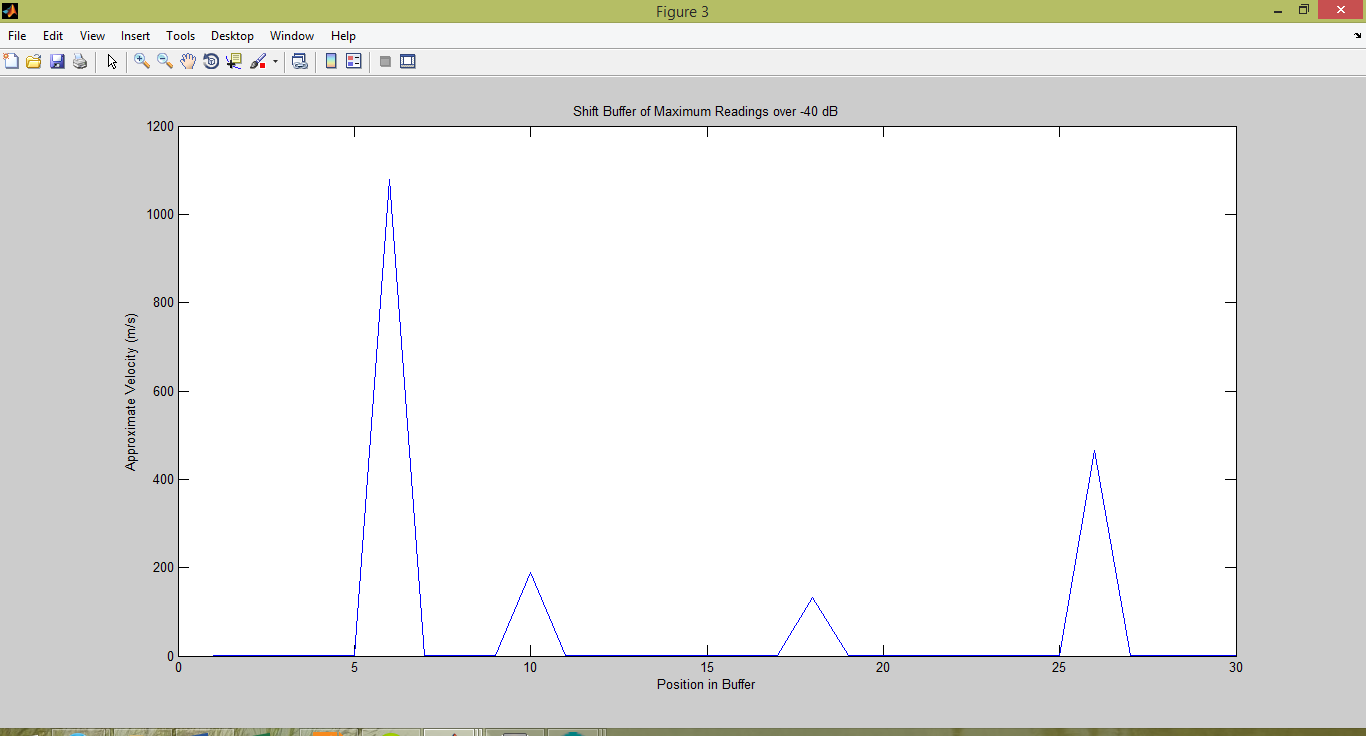 Figure 3
File Edit View Insert Tools Desktop Window Help
Shift Buffer of Maximum Readings over -40 dB
1200
1000
800
600
400
200
0
Approximate Velocity (m/s)
0 5 10 15 20 25 30
Position in Buffer